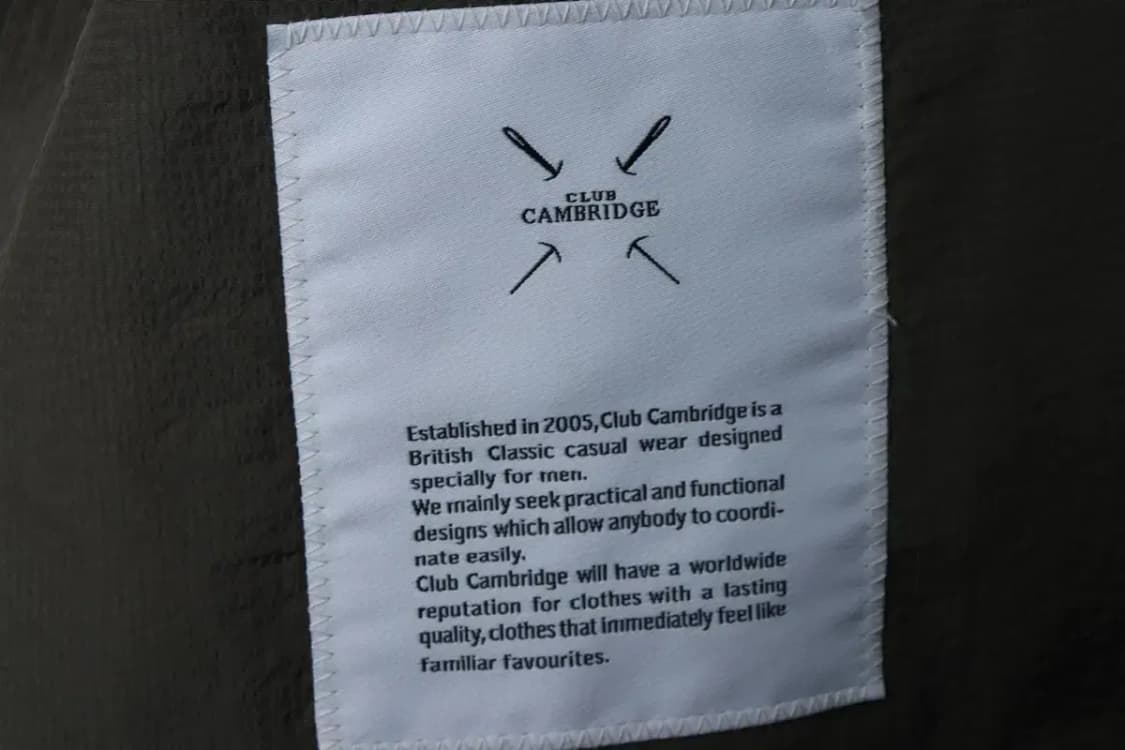 CLUB
CAMBRIDGE
Established in 2005,Club Cambridge is a
British Classic casual wear designed
specially for men.
We mainly seek practical and functional
designs which allow anybody to coordi-
nate easily.
Club Cambridge will have a worldwide
reputation for clothes with a lasting
quality,clothes that immediately feel like
familiar favourites.